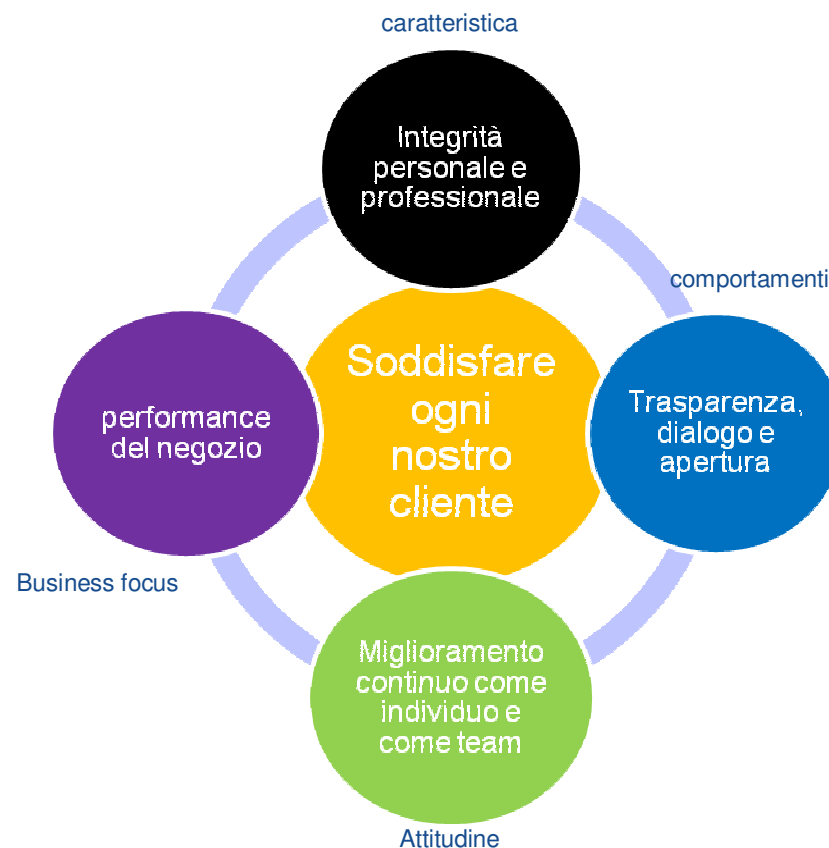 caratteristica
Integrità
personale e
professionale
comportamenti
Soddisfare
ogni
nostro
cliente
performance
del negozio
Trasparenza,
dialogo e
apertura
Business focus
Miglioramento
continuo come
individuo e
come team
Attitudine